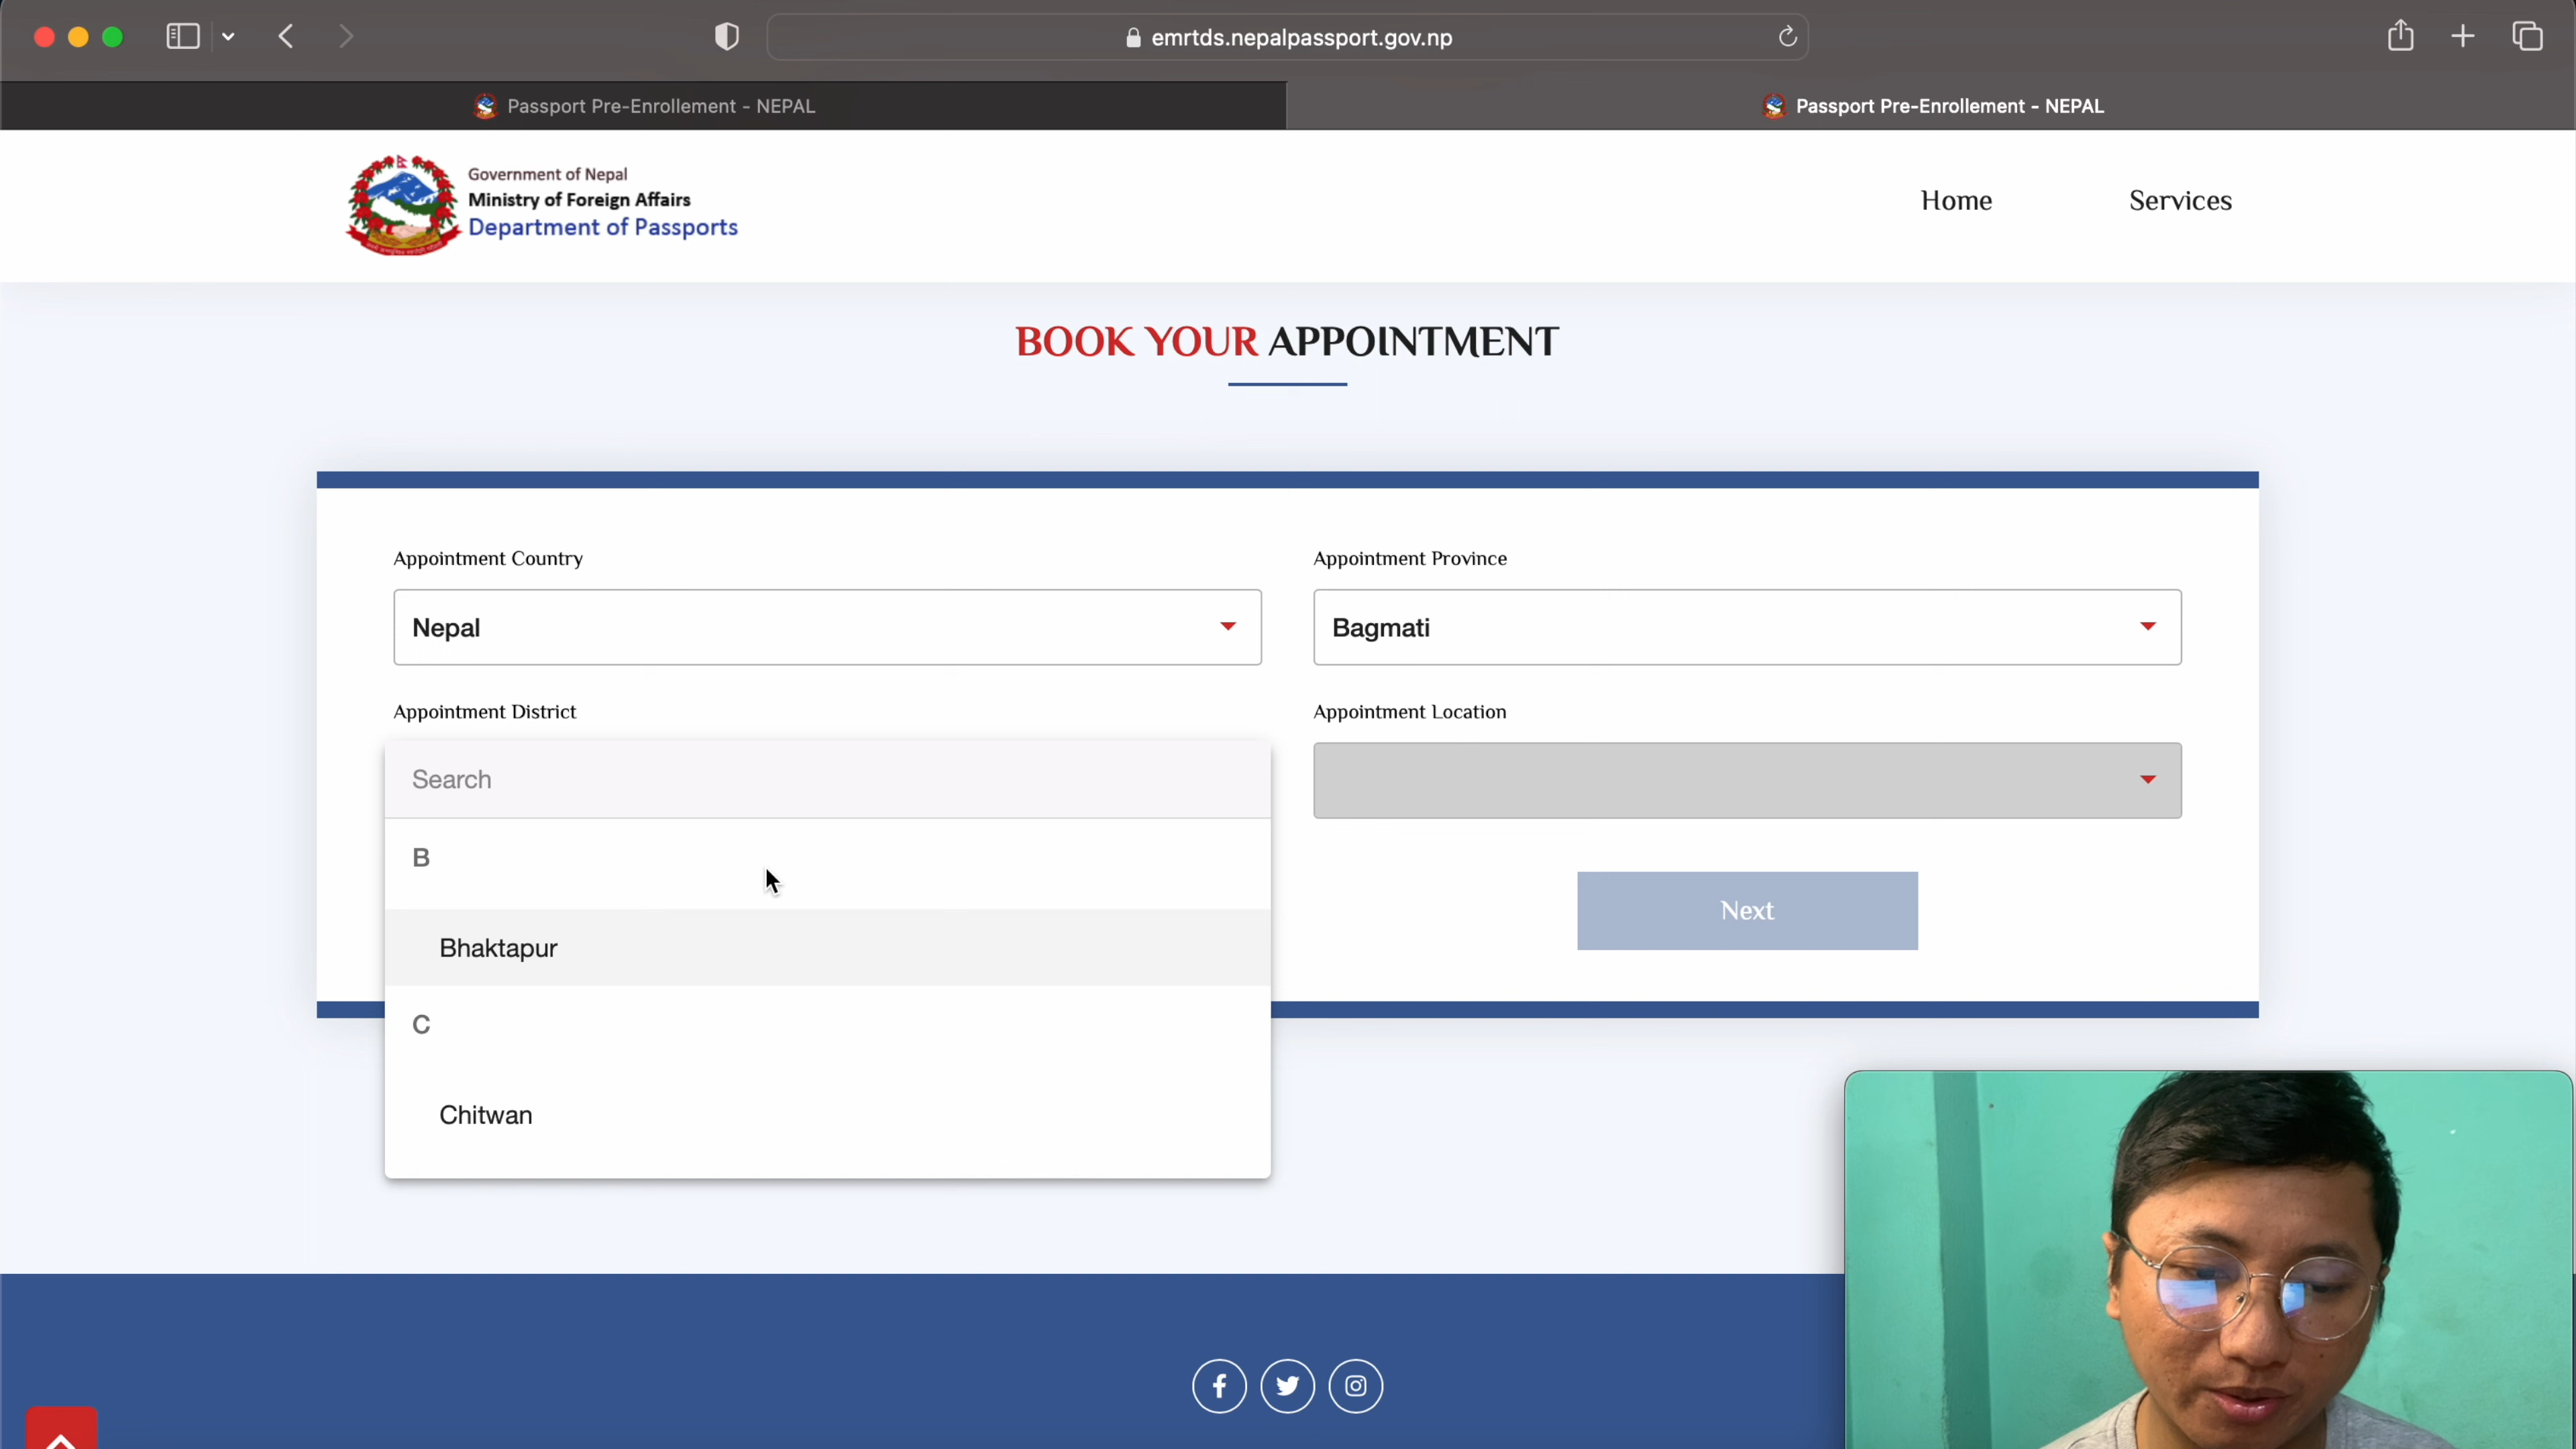 emrtds.nepalpassport.gov.np
Passport Pre-Enrollement - NEPAL
Passport Pre-Enrollement - NEPAL
Government of Nepal
Ministry of Foreign Affairs
Department of Passports
Home
Services
BOOK YOUR APPOINTMENT
Appointment Country
Appointment Province
Nepal
Bagmati
Appointment District
Appointment Location
Search
B
Bhaktapur
C
Chitwan
Next